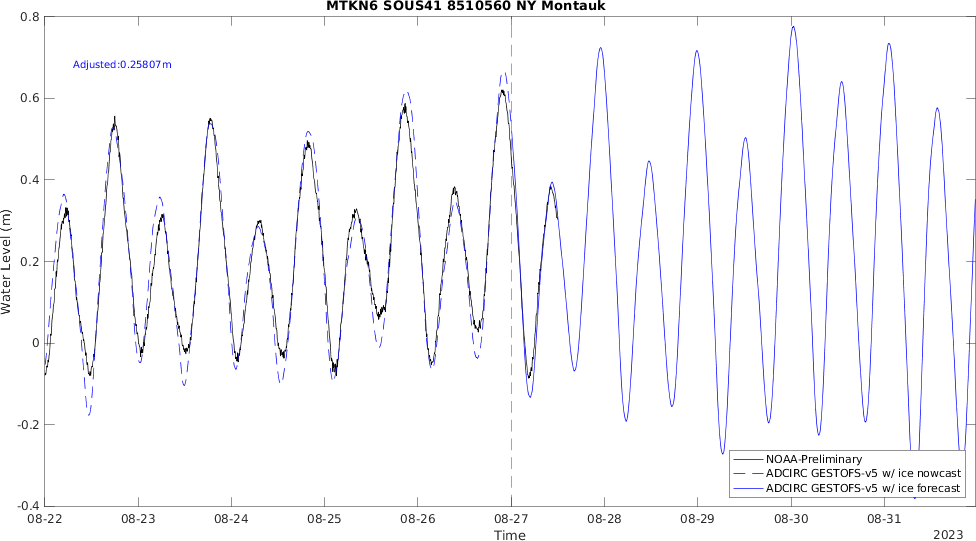 MTKN6 SOUS41 8510560 NY Montauk
Adjusted:0.25807m
0.8
0.6
0.4
0.2
0
-0.2
-0.4
Water Level (m)
08-22 08-23 08-24 08-25 08-26 08-27 08-28 08-29 08-30 08-31
Time
2023
NOAA-Preliminary
ADCIRC GESTOFS-v5 w/ ice nowcast
ADCIRC GESTOFS-v5 w/ ice forecast